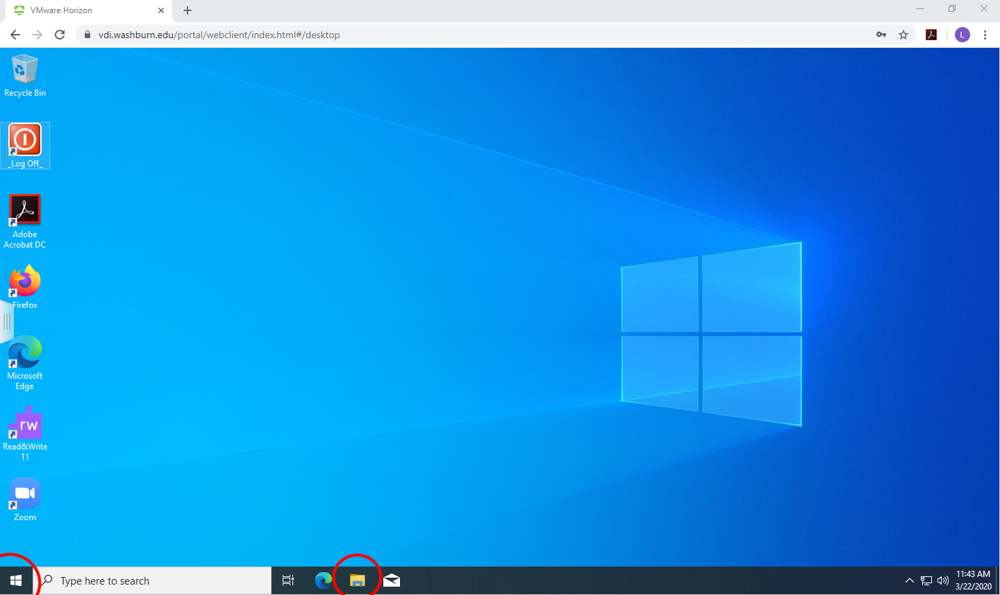 VMware Horizon
vdi.washburn.edu/portal/webclient/index.html#/desktop
L
Recycle Bin
_Log Off_
Adobe
Acrobat DC
Firefox
Microsoft
Edge
rw
Read&Write
11
Zoom
Type here to search
11:43 AM
3/22/2020